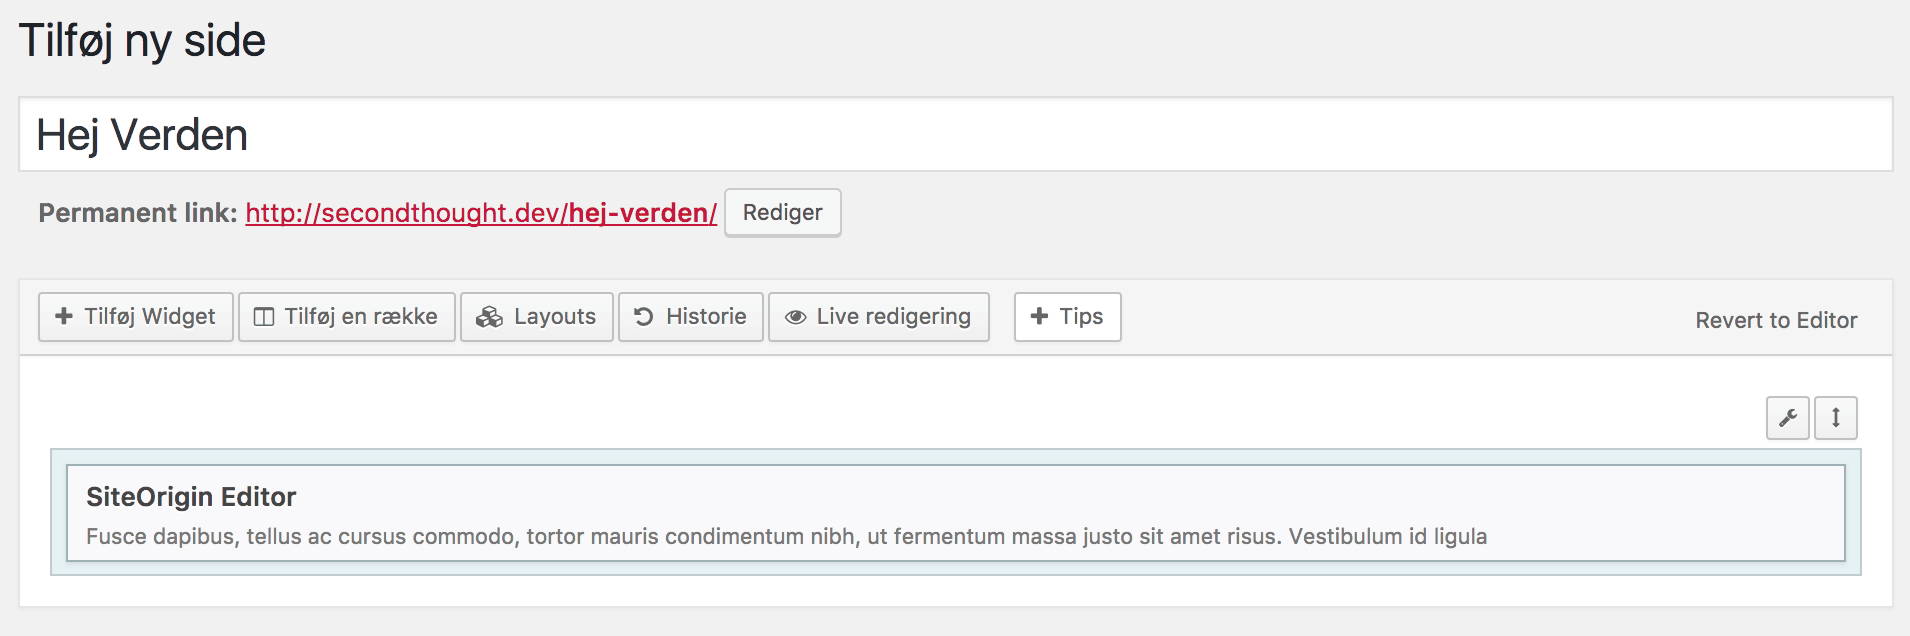 Tilføj ny side
Hej Verden
Permanent link: http://secondthought.dev/hej-verden/ Rediger
Tilføj Widget Tilføj en række Layouts Historie Live redigering Tips Revert to Editor
SiteOrigin Editor
Fusce dapibus, tellus ac cursus commodo, tortor mauris condimentum nibh, ut fermentum massa justo sit amet risus. Vestibulum id ligula